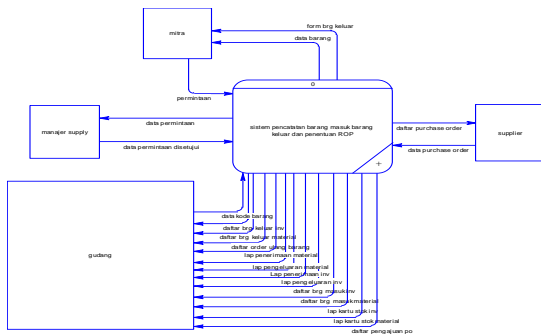 form brg keluar
data barang
mitra
permintaan
0
sistem pencatatan barang masuk barang
keluar dan penentuan ROP
+
manajer supply
data permintaan
data permintaan disetujui
supplier
daftar purchase order
data purchase order
gudang
data kode barang
daftar brg keluar inv
daftar brg keluar material
daftar order ulang barang
lap penerimaan material
lap pengeluaran material
Lap penerimaan inv
lap pengeluran inv
daftar brg masuk inv
daftar brg masuk material
lap kartu stok inv
lap kartu stok material
daftar pengajuan po